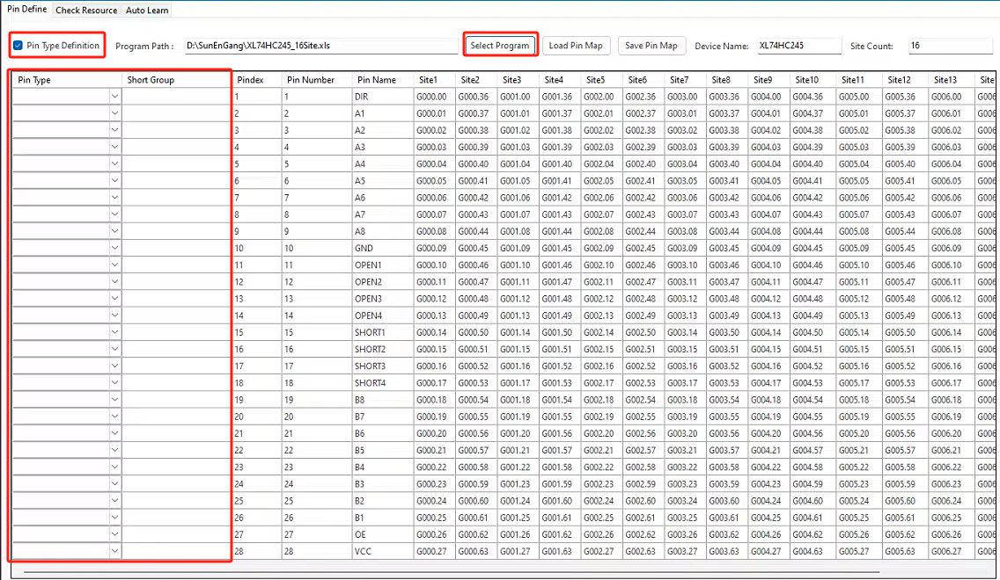 Pin Define Check Resource Auto Learn
Pin Type Definition Program Path : D:\SunEnGang\XL74HC245_16Site.xls Select Program Load Pin Map Save Pin Map Device Name: XL74HC245 Site Count: 16
Pin Type Short Group Pindex Pin Number Pin Name Site1 Site2 Site3 Site4 Site5 Site6 Site7 Site8 Site9 Site10 Site11 Site12 Site13 Site
1 1 DIR G000.00 G000.36 G001.00 G001.36 G002.00 G002.36 G003.00 G003.36 G004.00 G004.36 G005.00 G005.36 G006.00 G006
2 2 A1 G000.01 G000.37 G001.01 G001.37 G002.01 G002.37 G003.01 G003.37 G004.01 G004.37 G005.01 G005.37 G006.01 G006
3 3 A2 G000.02 G000.38 G001.02 G001.38 G002.02 G002.38 G003.02 G003.38 G004.02 G004.38 G005.02 G005.38 G006.02 G006
4 4 A3 G000.03 G000.39 G001.03 G001.39 G002.03 G002.39 G003.03 G003.39 G004.03 G004.39 G005.03 G005.39 G006.03 G006
5 5 A4 G000.04 G000.40 G001.04 G001.40 G002.04 G002.40 G003.04 G003.40 G004.04 G004.40 G005.04 G005.40 G006.04 G006
6 6 A5 G000.05 G000.41 G001.05 G001.41 G002.05 G002.41 G003.05 G003.41 G004.05 G004.41 G005.05 G005.41 G006.05 G006
7 7 A6 G000.06 G000.42 G001.06 G001.42 G002.06 G002.42 G003.06 G003.42 G004.06 G004.42 G005.06 G005.42 G006.06 G006
8 8 A7 G000.07 G000.43 G001.07 G001.43 G002.07 G002.43 G003.07 G003.43 G004.07 G004.43 G005.07 G005.43 G006.07 G006
9 9 A8 G000.08 G000.44 G001.08 G001.44 G002.08 G002.44 G003.08 G003.44 G004.08 G004.44 G005.08 G005.44 G006.08 G006
10 10 GND G000.09 G000.45 G001.09 G001.45 G002.09 G002.45 G003.09 G003.45 G004.09 G004.45 G005.09 G005.45 G006.09 G006
11 11 OPEN1 G000.10 G000.46 G001.10 G001.46 G002.10 G002.46 G003.10 G003.46 G004.10 G004.46 G005.10 G005.46 G006.10 G006
12 12 OPEN2 G000.11 G000.47 G001.11 G001.47 G002.11 G002.47 G003.11 G003.47 G004.11 G004.47 G005.11 G005.47 G006.11 G006
13 13 OPEN3 G000.12 G000.48 G001.12 G001.48 G002.12 G002.48 G003.12 G003.48 G004.12 G004.48 G005.12 G005.48 G006.12 G006
14 14 OPEN4 G000.13 G000.49 G001.13 G001.49 G002.13 G002.49 G003.13 G003.49 G004.13 G004.49 G005.13 G005.49 G006.13 G006
15 15 SHORT1 G000.14 G000.50 G001.14 G001.50 G002.14 G002.50 G003.14 G003.50 G004.14 G004.50 G005.14 G005.50 G006.14 G006
16 16 SHORT2 G000.15 G000.51 G001.15 G001.51 G002.15 G002.51 G003.15 G003.51 G004.15 G004.51 G005.15 G005.51 G006.15 G006
17 17 SHORT3 G000.16 G000.52 G001.16 G001.52 G002.16 G002.52 G003.16 G003.52 G004.16 G004.52 G005.16 G005.52 G006.16 G006
18 18 SHORT4 G000.17 G000.53 G001.17 G001.53 G002.17 G002.53 G003.17 G003.53 G004.17 G004.53 G005.17 G005.53 G006.17 G006
19 19 B8 G000.18 G000.54 G001.18 G001.54 G002.18 G002.54 G003.18 G003.54 G004.18 G004.54 G005.18 G005.54 G006.18 G006
20 20 B7 G000.19 G000.55 G001.19 G001.55 G002.19 G002.55 G003.19 G003.55 G004.19 G004.55 G005.19 G005.55 G006.19 G006
21 21 B6 G000.20 G000.56 G001.20 G001.56 G002.20 G002.56 G003.20 G003.56 G004.20 G004.56 G005.20 G005.56 G006.20 G006
22 22 B5 G000.21 G000.57 G001.21 G001.57 G002.21 G002.57 G003.21 G003.57 G004.21 G004.57 G005.21 G005.57 G006.21 G006
23 23 B4 G000.22 G000.58 G001.22 G001.58 G002.22 G002.58 G003.22 G003.58 G004.22 G004.58 G005.22 G005.58 G006.22 G006
24 24 B3 G000.23 G000.59 G001.23 G001.59 G002.23 G002.59 G003.23 G003.59 G004.23 G004.59 G005.23 G005.59 G006.23 G006
25 25 B2 G000.24 G000.60 G001.24 G001.60 G002.24 G002.60 G003.24 G003.60 G004.24 G004.60 G005.24 G005.60 G006.24 G006
26 26 B1 G000.25 G000.61 G001.25 G001.61 G002.25 G002.61 G003.25 G003.61 G004.25 G004.61 G005.25 G005.61 G006.25 G006
27 27 OE G000.26 G000.62 G001.26 G001.62 G002.26 G002.62 G003.26 G003.62 G004.26 G004.62 G005.26 G005.62 G006.26 G006
28 28 VCC G000.27 G000.63 G001.27 G001.63 G002.27 G002.63 G003.27 G003.63 G004.27 G004.63 G005.27 G005.63 G006.27 G006